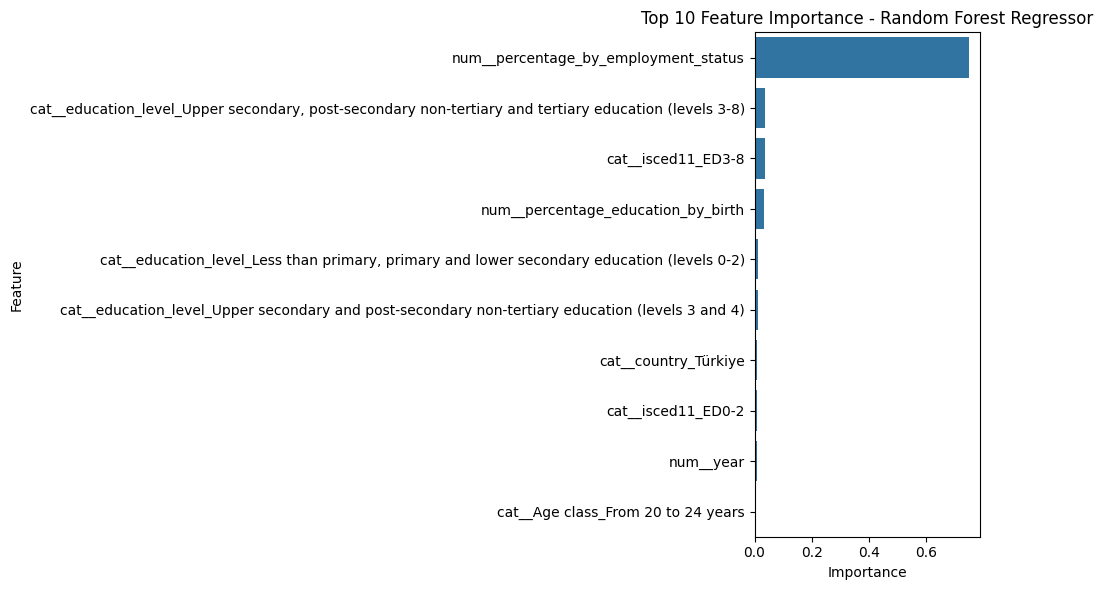 Top 10 Feature Importance - Random Forest Regressor
num__percentage_by_employment_status
cat__education_level_Upper secondary, post-secondary non-tertiary and tertiary education (levels 3-8)
cat__isced11_ED3-8
num__percentage_education_by_birth
cat__education_level_Less than primary, primary and lower secondary education (levels 0-2)
cat__education_level_Upper secondary and post-secondary non-tertiary education (levels 3 and 4)
cat__country_Türkiye
cat__isced11_ED0-2
num__year
cat__Age class_From 20 to 24 years
Feature
0.0 0.2 0.4 0.6
Importance